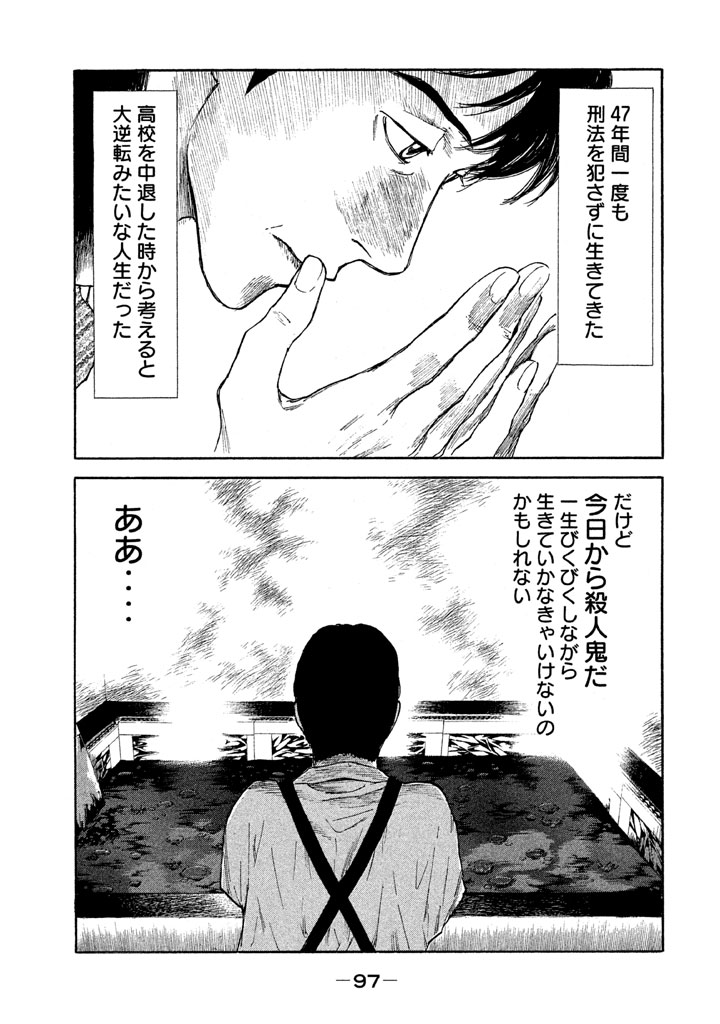 47年間一度も
刑法を犯さずに生きてきた
高校を中退した時から考えると
大逆転みたいな人生だった
だけど
今日から殺人鬼だ
一生びくびくしながら
生きていかなきゃいけないの
かもしれない
ああ‥‥
－97－